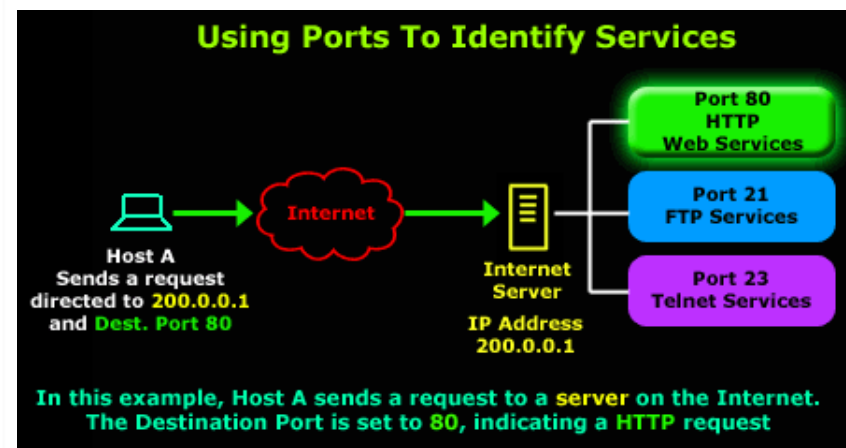 Using Ports To Identify Services
Port 80
HTTP
Web Services
Internet
Port 21
FTP Services
Host A
Sends a request
directed to 200.0.0.1
and Dest. Port 80
Internet
Server
IP Address
200.0.0.1
Port 23
Telnet Services
In this example, Host A sends a request to a server on the Internet.
The Destination Port is set to 80, indicating a HTTP request